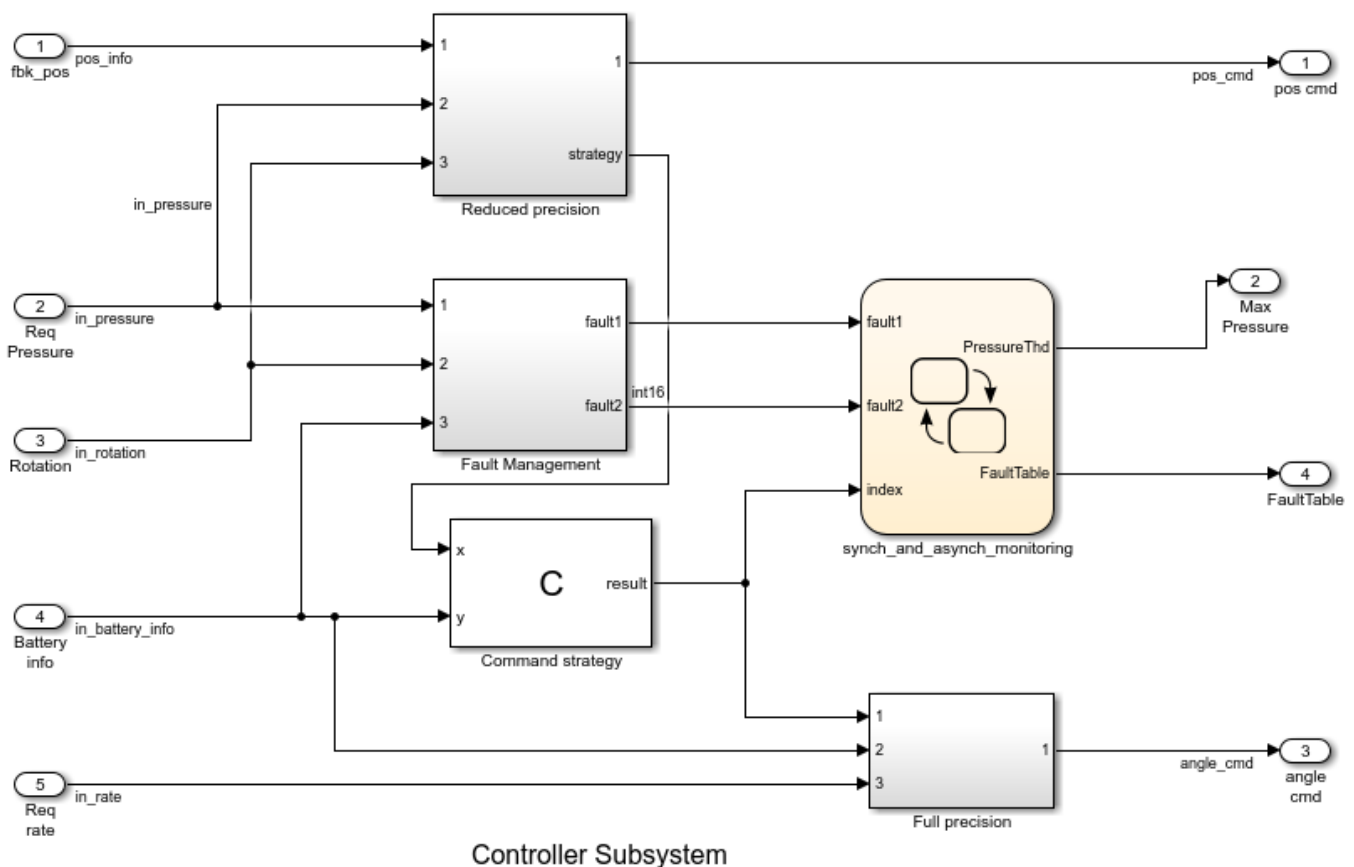 1
fbk_pos
pos_info
1
2
3
1
strategy
Reduced precision
pos_cmd
1
pos cmd
in_pressure
2
Req
Pressure
in_pressure
3
Rotation
in_rotation
1
2
3
fault1
fault2
int16
Fault Management
fault1
fault2
index
PressureThd
FaultTable
synch_and_asynch_monitoring
2
Max
Pressure
4
FaultTable
4
Battery
info
in_battery_info
x
y
C
result
Command strategy
5
Req
rate
in_rate
1
2
3
1
Full precision
angle_cmd
3
angle
cmd
Controller Subsystem